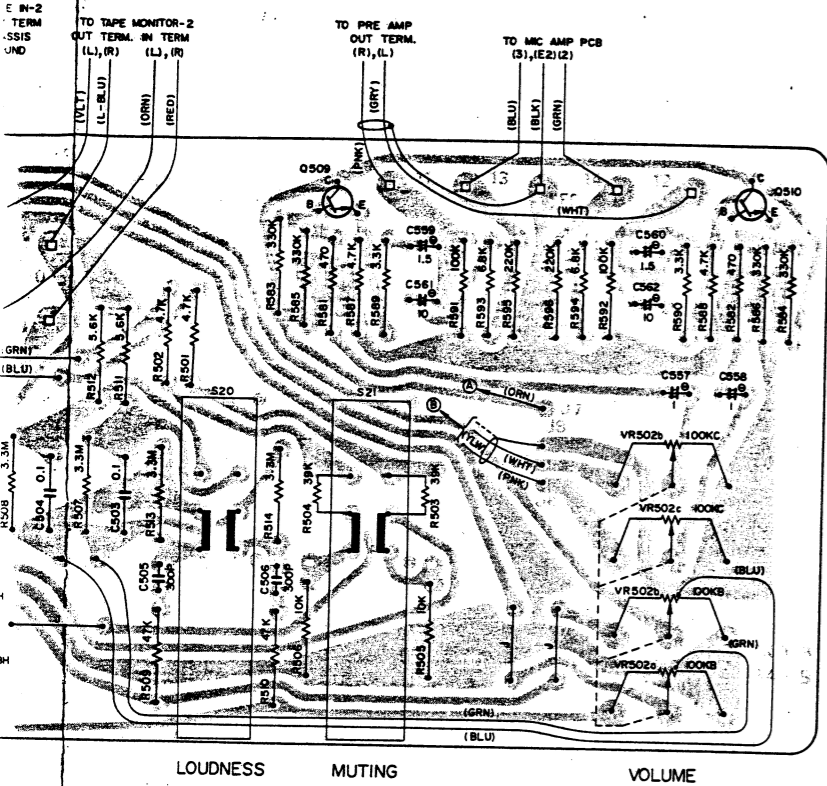 E IN-2
TERM
SSIS
UND
TO TAPE MONITOR-2
OUT TERM. IN TERM
(L),(R) (L),(R)
TO PRE AMP
OUT TERM.
(R),(L)
TO MIC AMP PCB
(3),(E2)(2)
(VLT)
(L-BLU)
(ORN)
(RED)
(GRY)
(PNK)
(BLU)
(BLK)
(GRN)
(WHT)
Q509
C
B
E
Q510
C
B
E
330K
R583
330K
R585
470
R581
4.7K
R587
3.3K
R589
C559
1.5
C561
10
100K
R591
6.8K
R593
220K
R595
220K
R596
6.8K
R594
100K
R592
C560
1.5
C562
10
3.3K
R590
4.7K
R588
470
R582
330K
R586
330K
R584
C557
1
C558
1
5.6K
R512
5.6K
R511
4.7K
R502
4.7K
R501
GRN)
(BLU)
S20
S21
A
(ORN)
B
(YLW)
(WHT)
(PNK)
3.3M
R508
0.1
C504
3.3M
R507
0.1
C503
3.3M
R513
3.3M
R514
39K
R504
39K
R503
C505
300P
C506
300P
47K
R509
47K
R510
10K
R506
10K
R505
VR502b 100KC
VR502c 100KC
(BLU)
VR502b 100KB
(GRN)
VR502a 100KB
(GRN)
(BLU)
LOUDNESS
MUTING
VOLUME